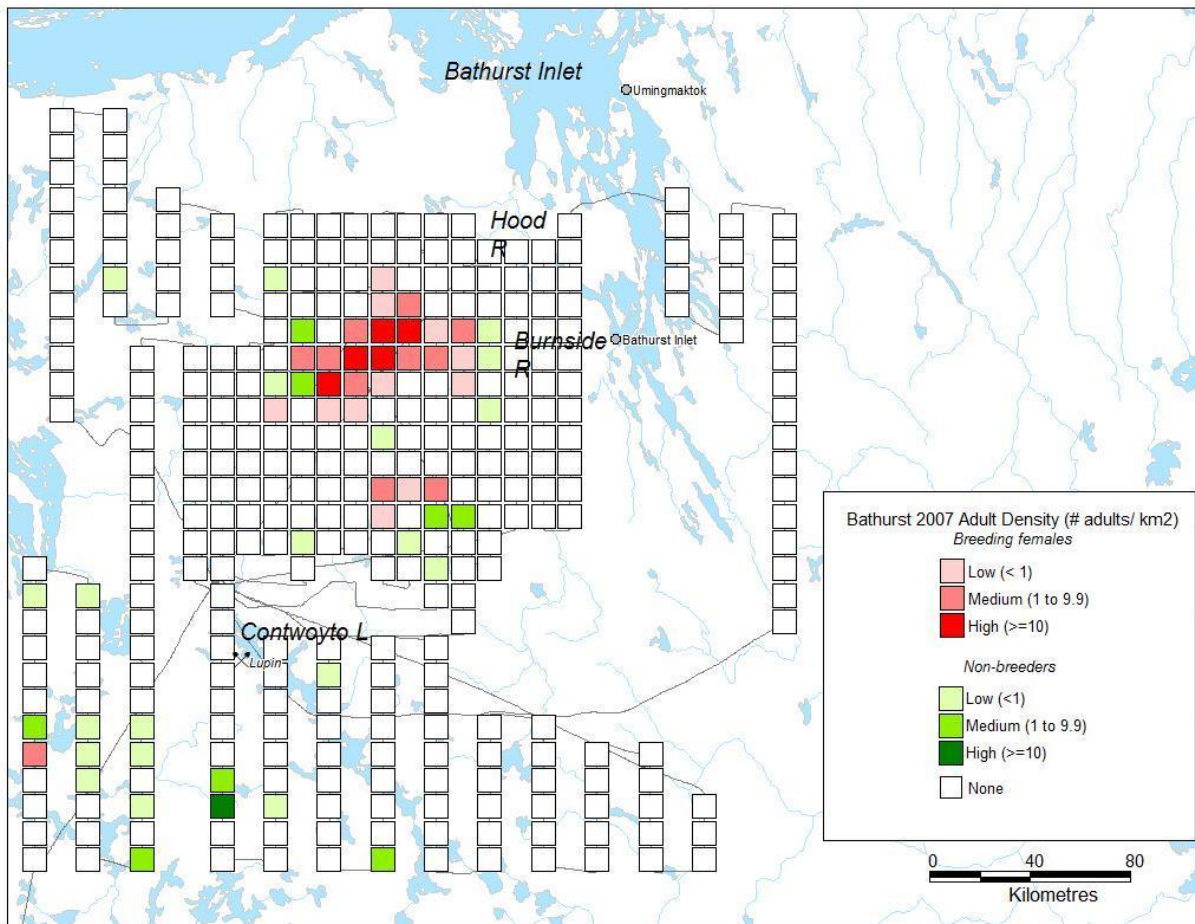 Bathurst Inlet
Umingmaktok
Hood
R
Burnside
R
Bathurst Inlet
Contwoyto L
Lupin
Bathurst 2007 Adult Density (# adults/ km2)
Breeding females
Low (< 1)
Medium (1 to 9.9)
High (>=10)
Non-breeders
Low (<1)
Medium (1 to 9.9)
High (>=10)
None
0 40 80
Kilometres